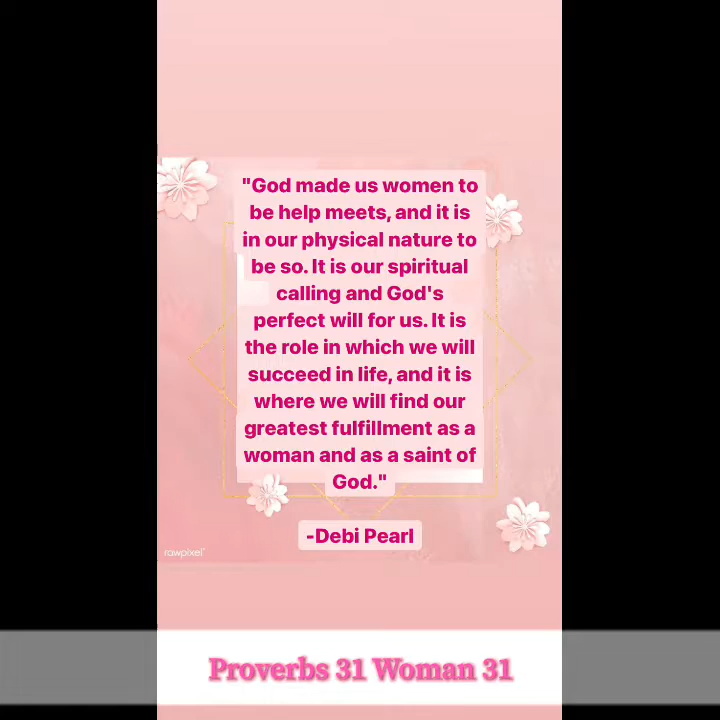 "God made us women to
be help meets, and it is
in our physical nature to
be so. It is our spiritual
calling and God's
perfect will for us. It is
the role in which we will
succeed in life, and it is
where we will find our
greatest fulfillment as a
woman and as a saint of
God."
-Debi Pearl
rawpixel
Proverbs 31 Woman 31